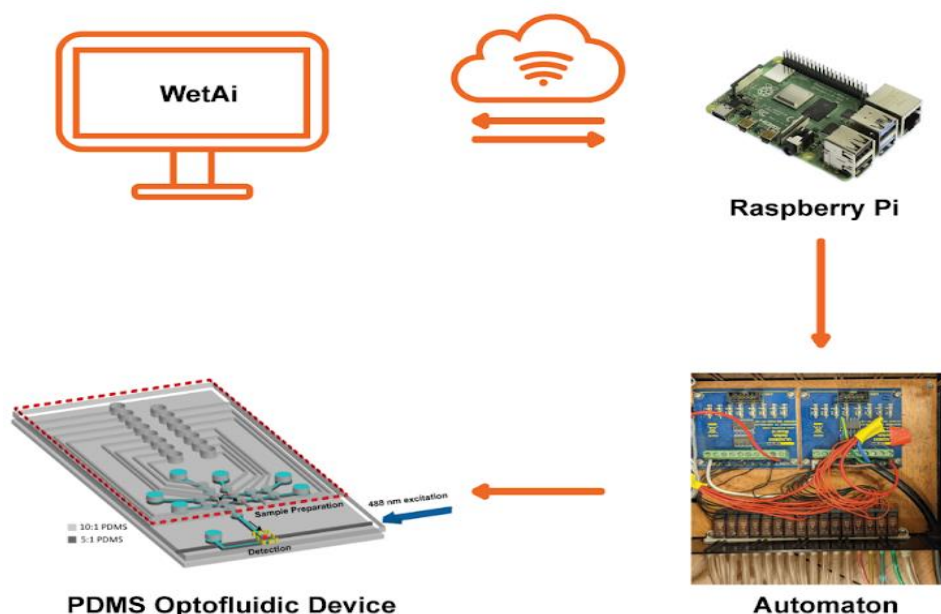 WetAi
Raspberry Pi
488 nm excitation
Sample Preparation
10:1 PDMS
5:1 PDMS
Detection
PDMS Optofluidic Device
Automaton